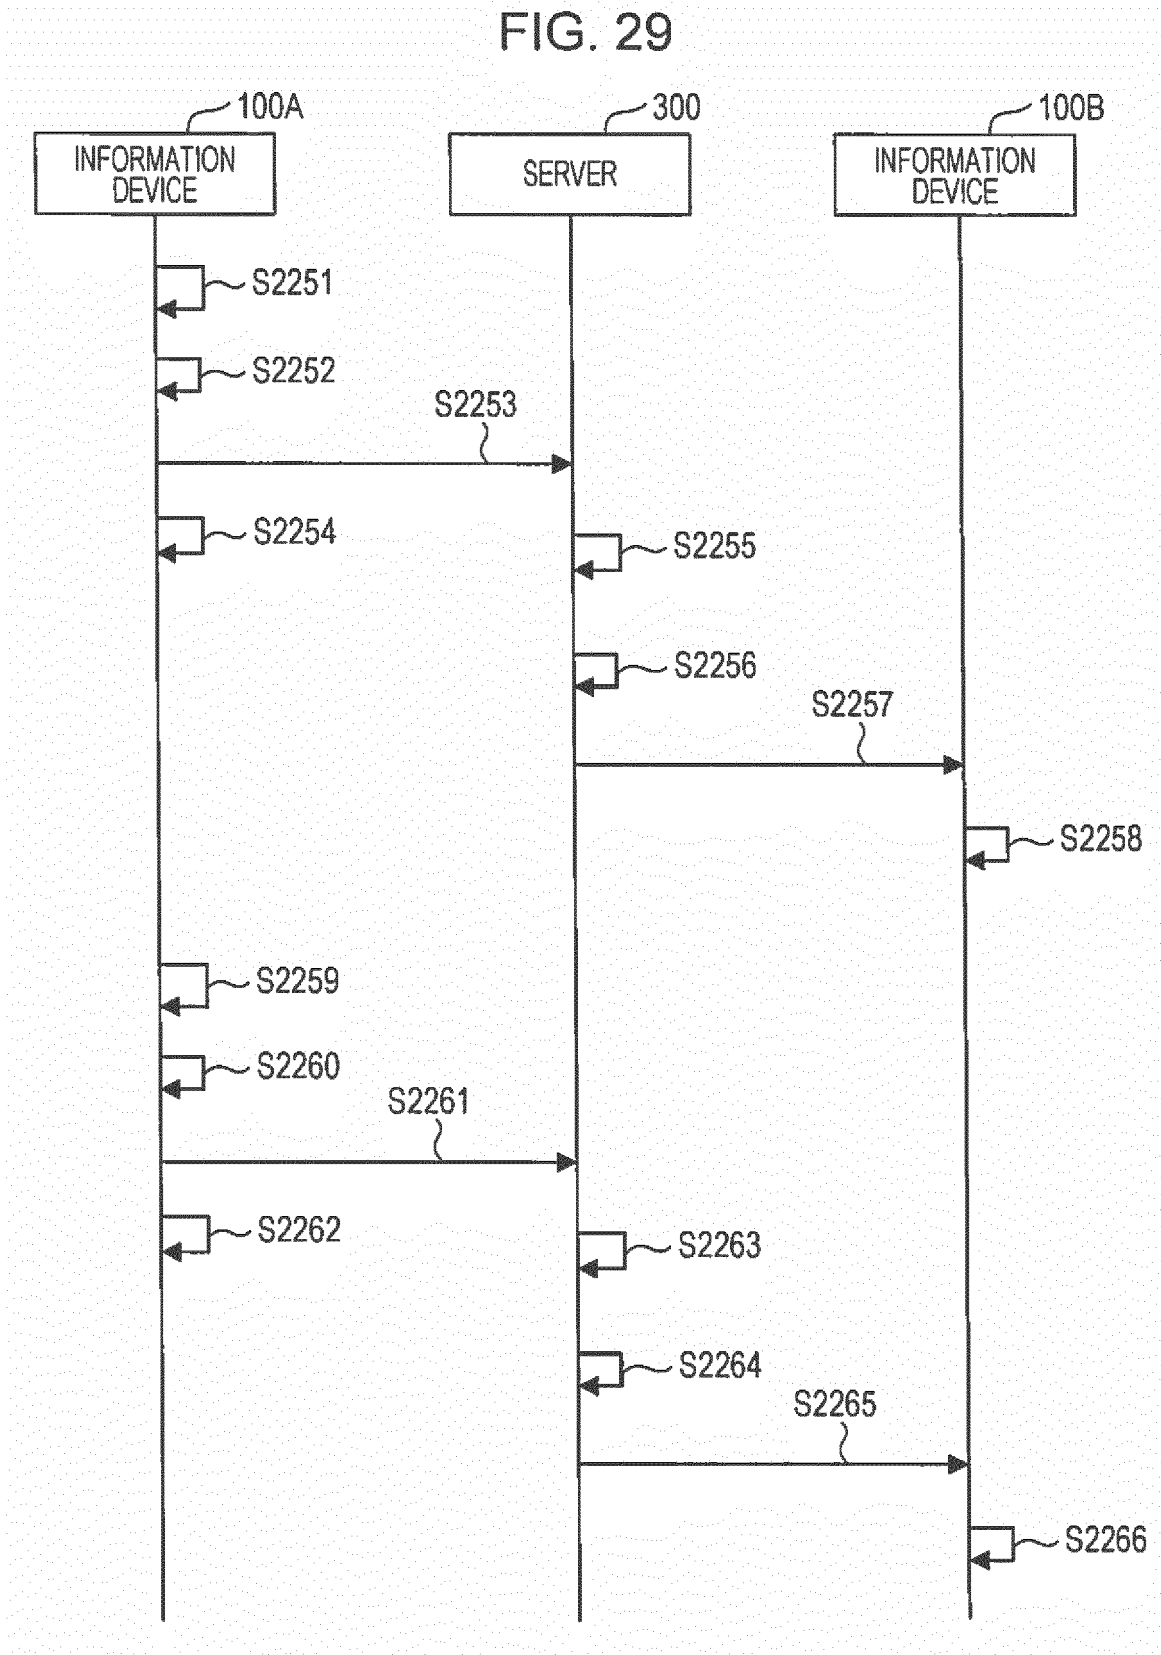 FIG. 29
100A
300
100B
INFORMATION
DEVICE
SERVER
INFORMATION
DEVICE
S2251
S2252
S2253
S2254
S2255
S2256
S2257
S2258
S2259
S2260
S2261
S2262
S2263
S2264
S2265
S2266